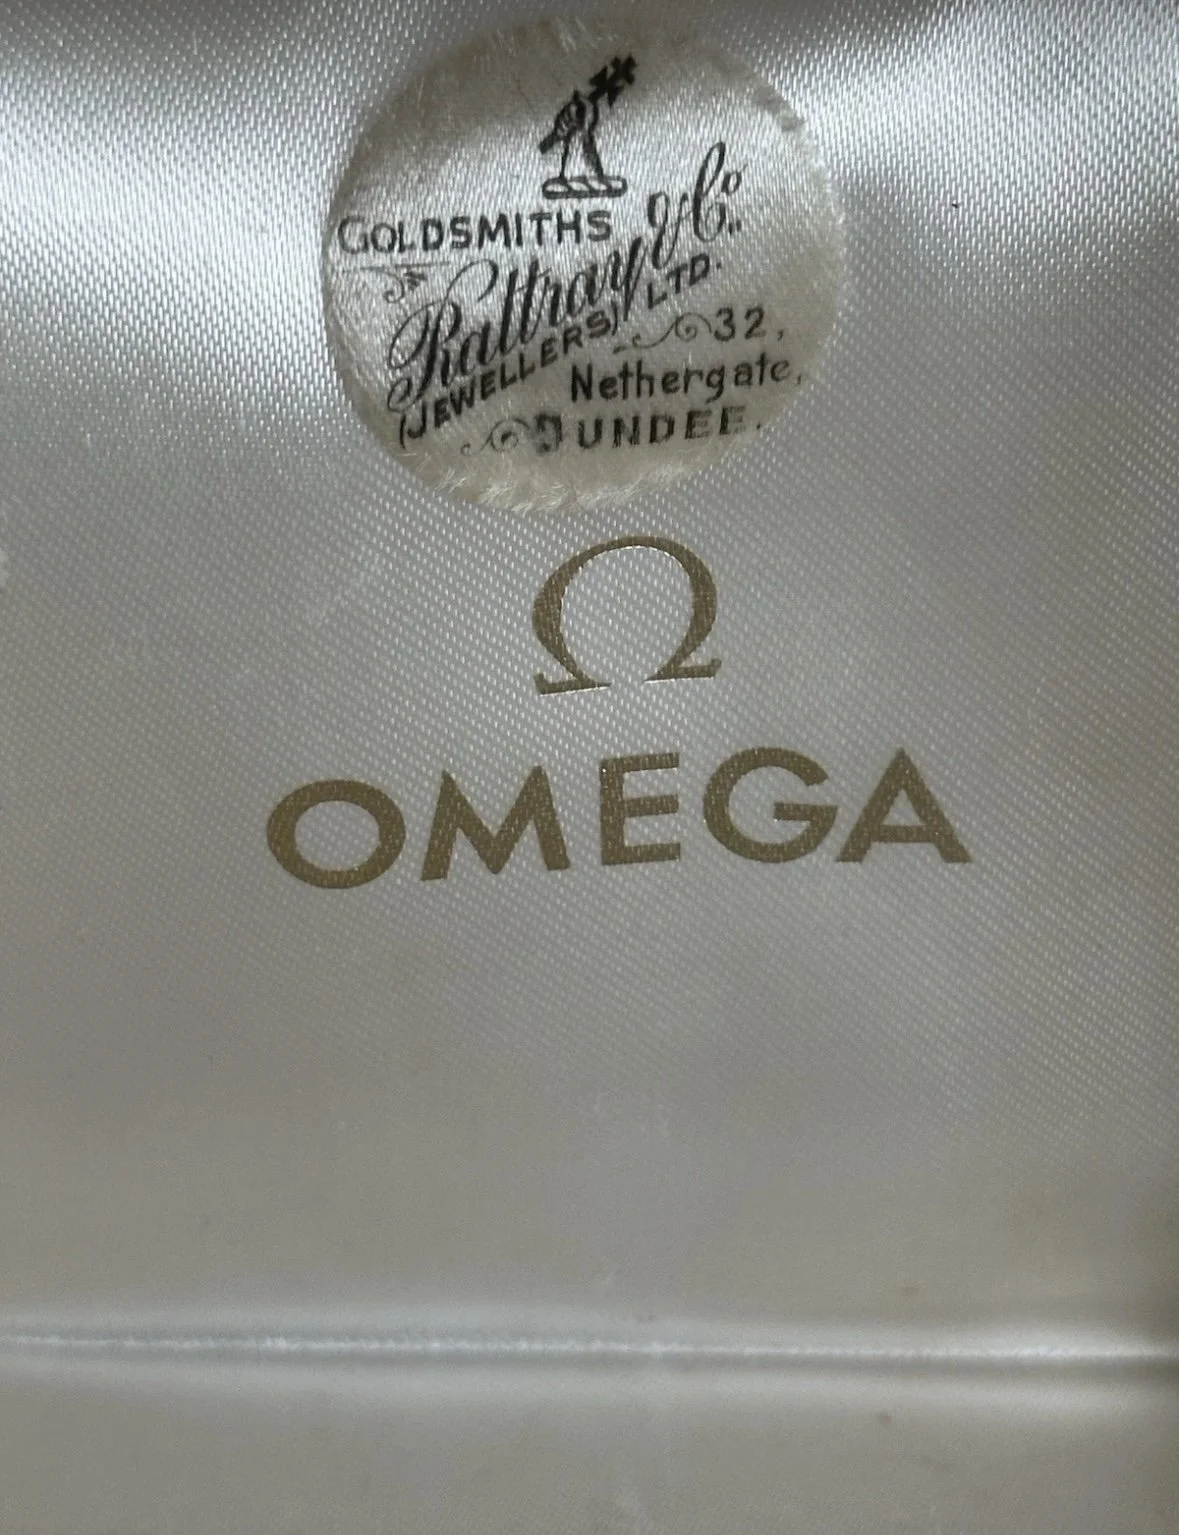 GOLDSMITHS
Rattray & Co.
(JEWELLERS) LTD.
32,
Nethergate,
DUNDEE.
Ω
OMEGA